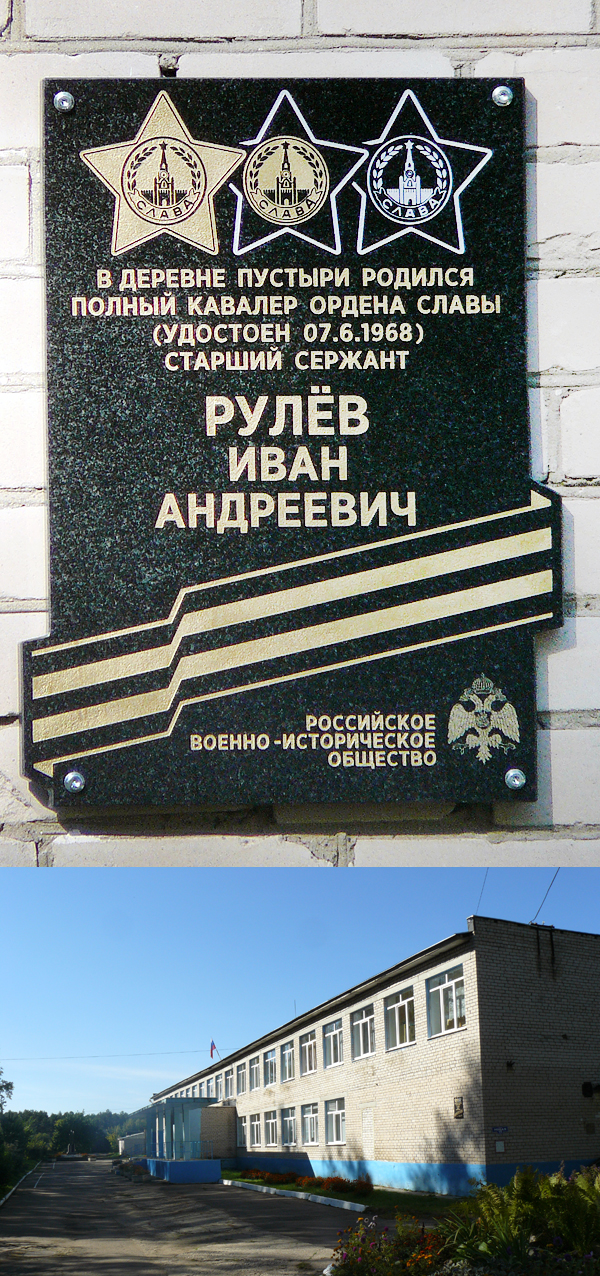 СЛАВА СЛАВА СЛАВА
В ДЕРЕВНЕ ПУСТЫРИ РОДИЛСЯ
ПОЛНЫЙ КАВАЛЕР ОРДЕНА СЛАВЫ
(УДОСТОЕН 07.6.1968)
СТАРШИЙ СЕРЖАНТ
РУЛЁВ
ИВАН
АНДРЕЕВИЧ
РОССИЙСКОЕ
ВОЕННО-ИСТОРИЧЕСКОЕ
ОБЩЕСТВО